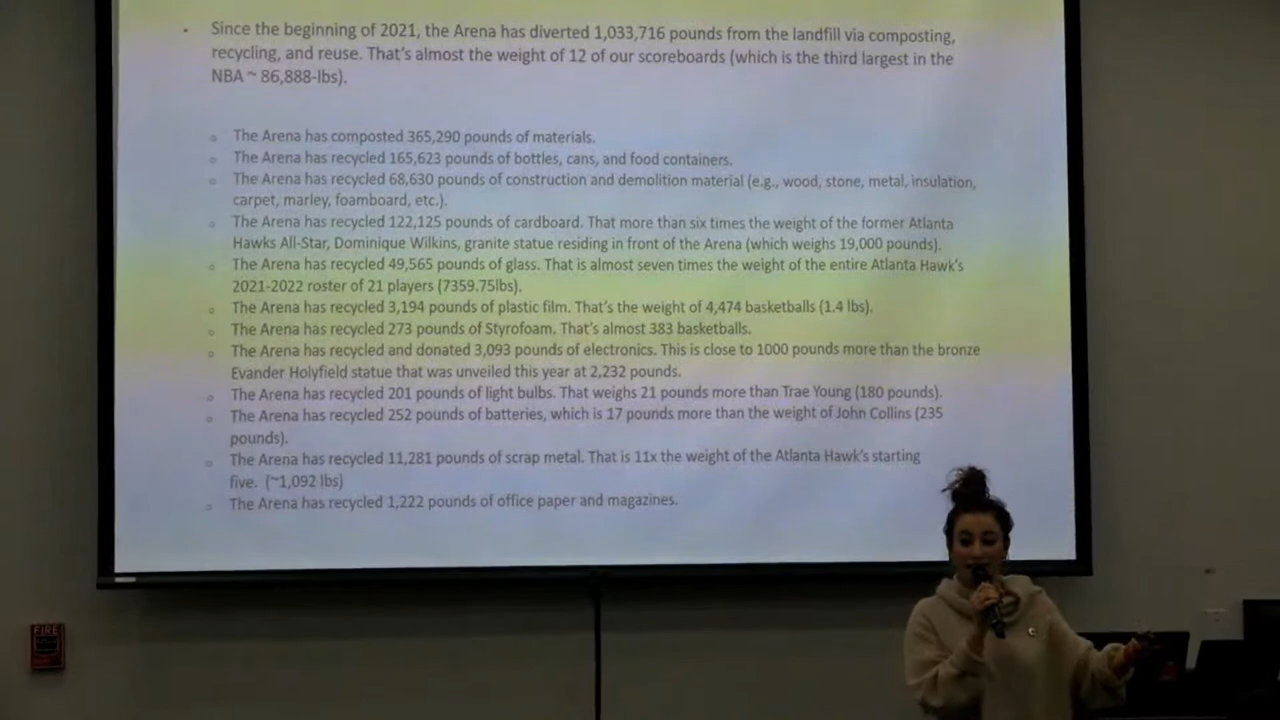 • Since the beginning of 2021, the Arena has diverted 1,033,716 pounds from the landfill via composting,
recycling, and reuse. That's almost the weight of 12 of our scoreboards (which is the third largest in the
NBA ~ 86,888-lbs).
o The Arena has composted 365,290 pounds of materials.
o The Arena has recycled 165,623 pounds of bottles, cans, and food containers.
o The Arena has recycled 68,630 pounds of construction and demolition material (e.g., wood, stone, metal, insulation,
carpet, marley, foamboard, etc.).
o The Arena has recycled 122,125 pounds of cardboard. That more than six times the weight of the former Atlanta
Hawks All-Star, Dominique Wilkins, granite statue residing in front of the Arena (which weighs 19,000 pounds).
o The Arena has recycled 49,565 pounds of glass. That is almost seven times the weight of the entire Atlanta Hawk's
2021-2022 roster of 21 players (7359.75lbs).
o The Arena has recycled 3,194 pounds of plastic film. That's the weight of 4,474 basketballs (1.4 lbs).
o The Arena has recycled 273 pounds of Styrofoam. That's almost 383 basketballs.
o The Arena has recycled and donated 3,093 pounds of electronics. This is close to 1000 pounds more than the bronze
Evander Holyfield statue that was unveiled this year at 2,232 pounds.
o The Arena has recycled 201 pounds of light bulbs. That weighs 21 pounds more than Trae Young (180 pounds).
o The Arena has recycled 252 pounds of batteries, which is 17 pounds more than the weight of John Collins (235
pounds).
o The Arena has recycled 11,281 pounds of scrap metal. That is 11x the weight of the Atlanta Hawk's starting
five. (~1,092 lbs)
o The Arena has recycled 1,222 pounds of office paper and magazines.
FIRE